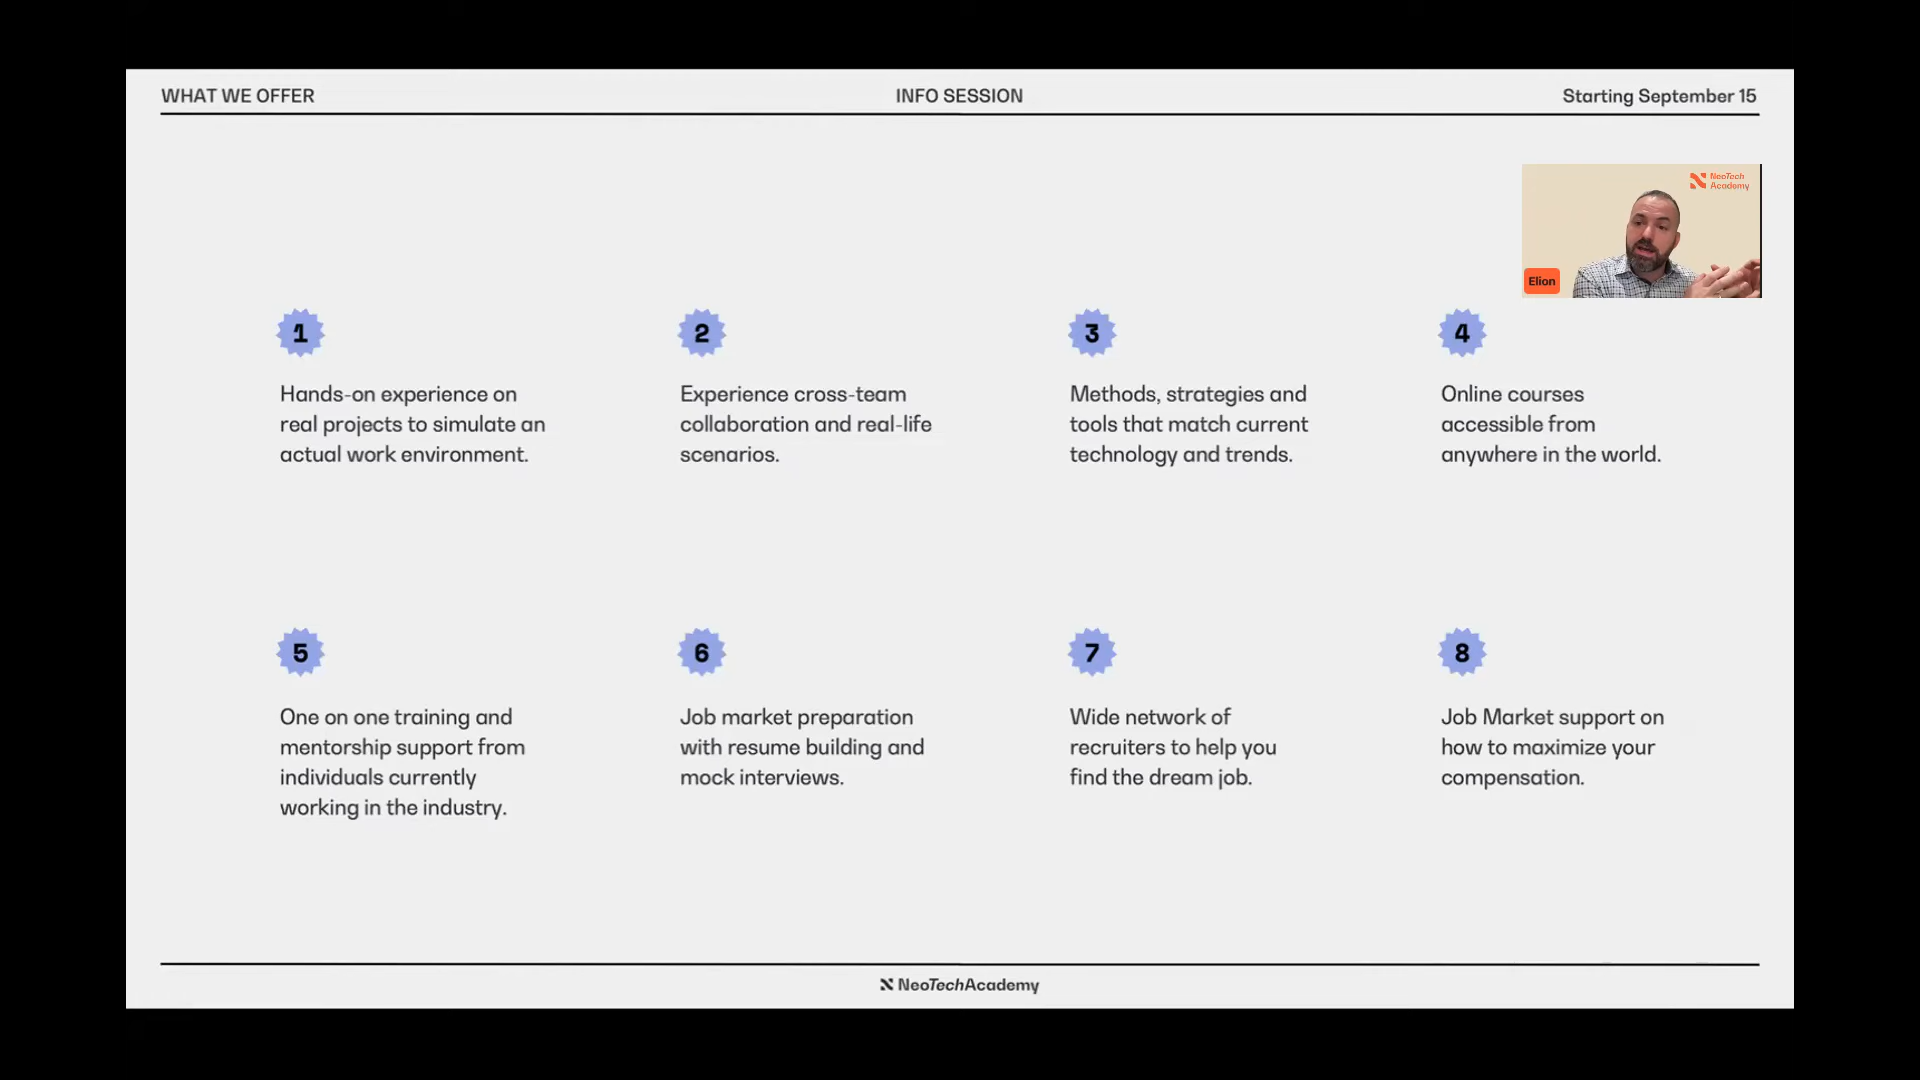 WHAT WE OFFER
INFO SESSION
Starting September 15
NeoTech
Academy
Elion
1
Hands-on experience on
real projects to simulate an
actual work environment.
2
Experience cross-team
collaboration and real-life
scenarios.
3
Methods, strategies and
tools that match current
technology and trends.
4
Online courses
accessible from
anywhere in the world.
5
One on one training and
mentorship support from
individuals currently
working in the industry.
6
Job market preparation
with resume building and
mock interviews.
7
Wide network of
recruiters to help you
find the dream job.
8
Job Market support on
how to maximize your
compensation.
NeoTechAcademy